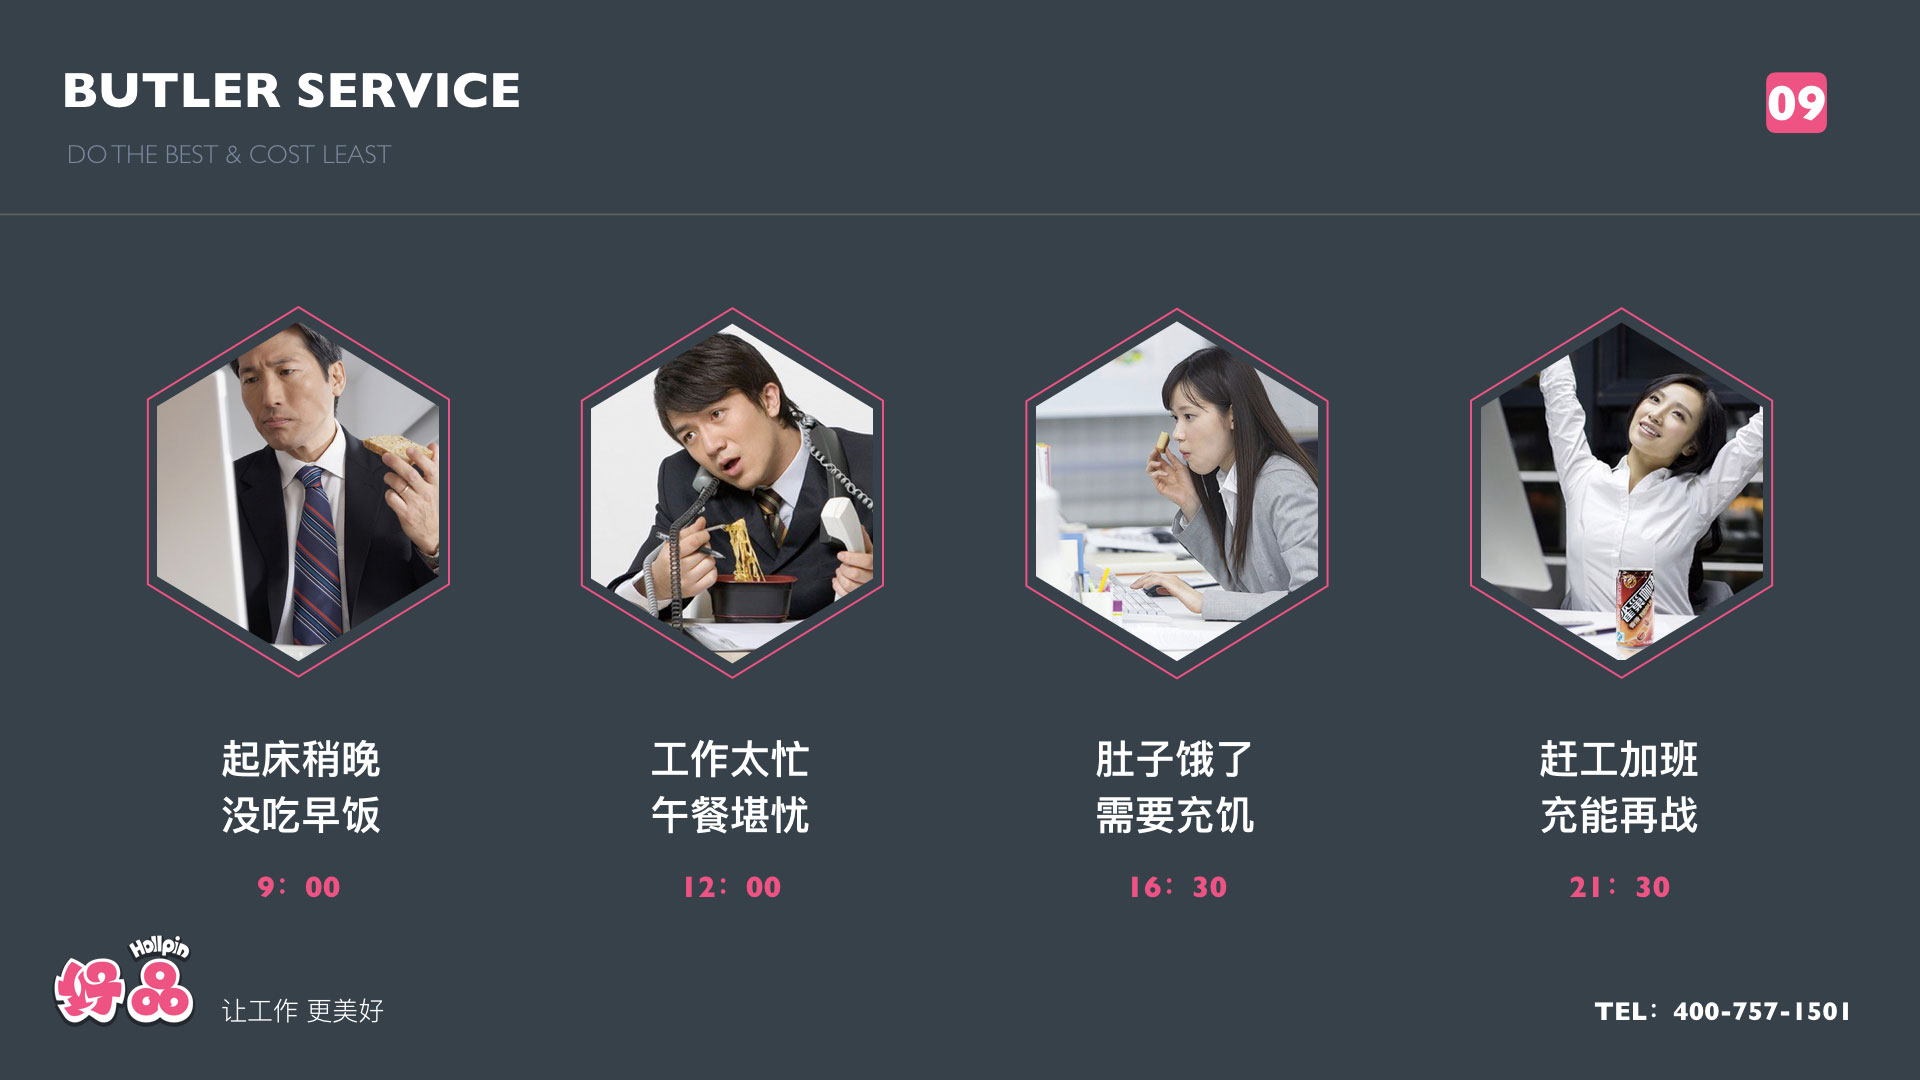 BUTLER SERVICE
09
DO THE BEST & COST LEAST
起床稍晚
没吃早饭
9：00
工作太忙
午餐堪忧
12：00
肚子饿了
需要充饥
16：30
赶工加班
充能再战
21：30
Hollpin
好品
让工作 更美好
TEL：400-757-1501